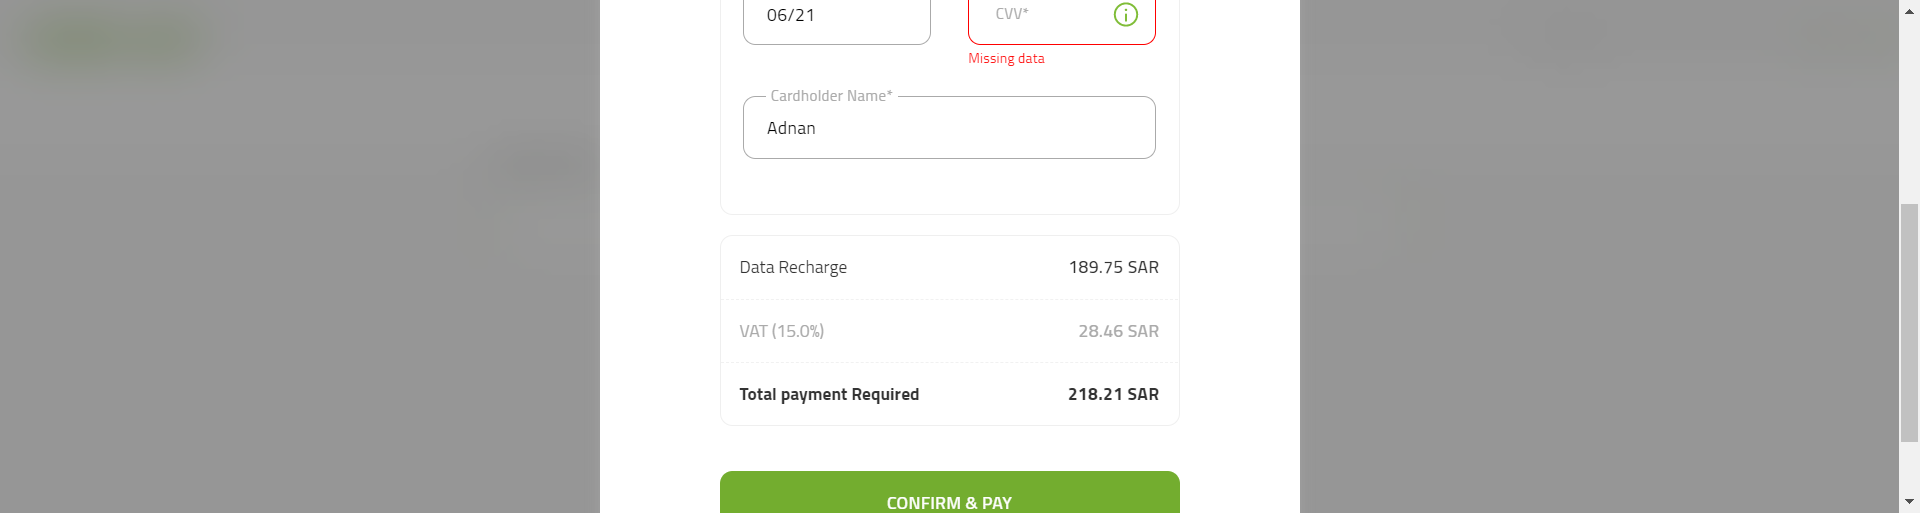 06/21
CVV*
Missing data
Cardholder Name*
Adnan
Data Recharge 189.75 SAR
VAT (15.0%) 28.46 SAR
Total payment Required 218.21 SAR
CONFIRM & PAY